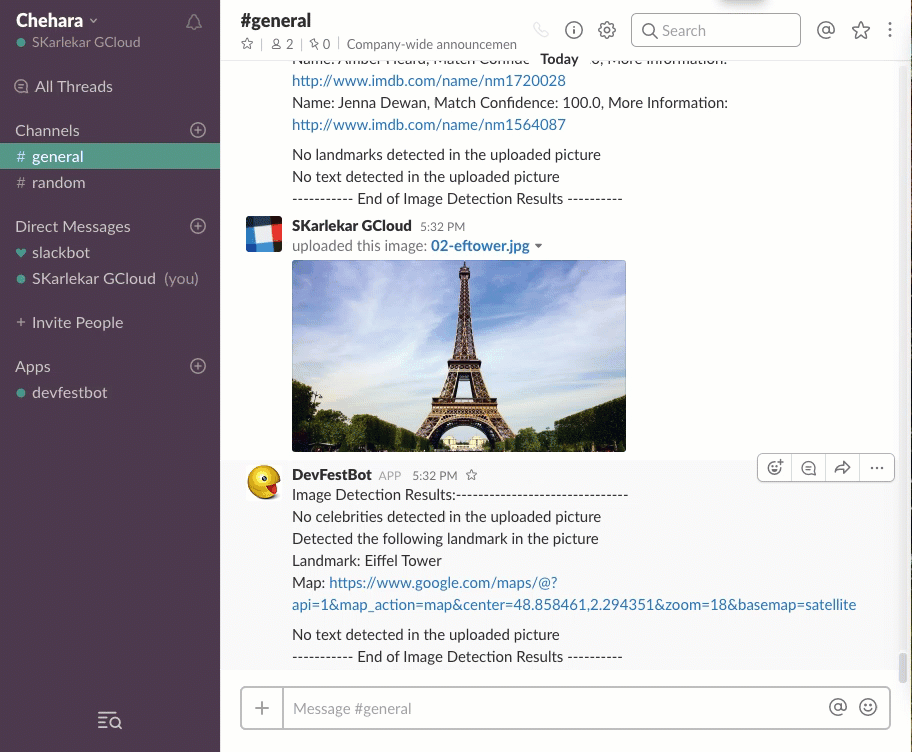 Chehara
SKarlekar GCloud
All Threads
Channels
# general
# random
Direct Messages
slackbot
SKarlekar GCloud (you)
+ Invite People
Apps
devfestbot
#general
2 | 0 | Company-wide announcemen
Search
Today
Name: Amber Heard, Match Confide 0, More Information:
http://www.imdb.com/name/nm1720028
Name: Jenna Dewan, Match Confidence: 100.0, More Information:
http://www.imdb.com/name/nm1564087
No landmarks detected in the uploaded picture
No text detected in the uploaded picture
----------- End of Image Detection Results ----------
SKarlekar GCloud 5:32 PM
uploaded this image: 02-eftower.jpg
DevFestBot APP 5:32 PM
Image Detection Results:-------------------------------
No celebrities detected in the uploaded picture
Detected the following landmark in the picture
Landmark: Eiffel Tower
Map: https://www.google.com/maps/@?
api=1&map_action=map&center=48.858461,2.294351&zoom=18&basemap=satellite
No text detected in the uploaded picture
----------- End of Image Detection Results ----------
Message #general